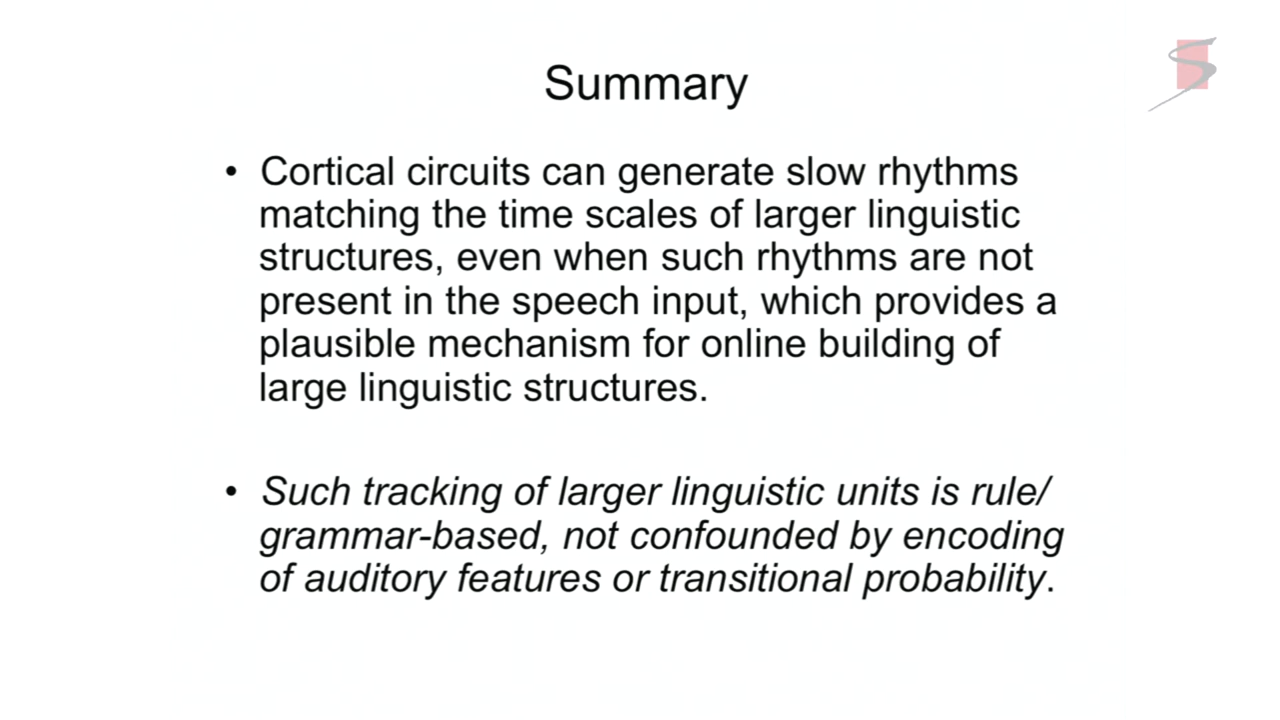 Summary
• Cortical circuits can generate slow rhythms
matching the time scales of larger linguistic
structures, even when such rhythms are not
present in the speech input, which provides a
plausible mechanism for online building of
large linguistic structures.
• Such tracking of larger linguistic units is rule/
grammar-based, not confounded by encoding
of auditory features or transitional probability.